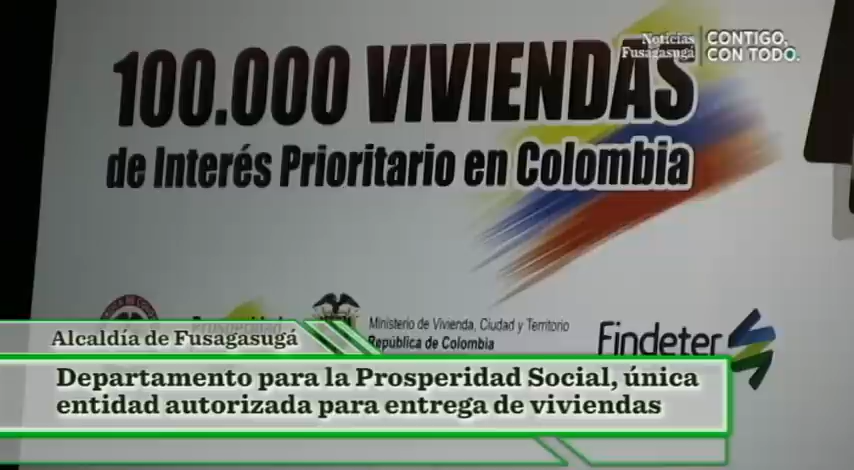 Noticias
Fusagasugá
CONTIGO,
CON TODO.
100.000 VIVIENDAS
de Interés Prioritario en Colombia
Prosperidad
Ministerio de Vivienda, Ciudad y Territorio
República de Colombia
Findeter
Alcaldía de Fusagasugá
Departamento para la Prosperidad Social, única
entidad autorizada para entrega de viviendas